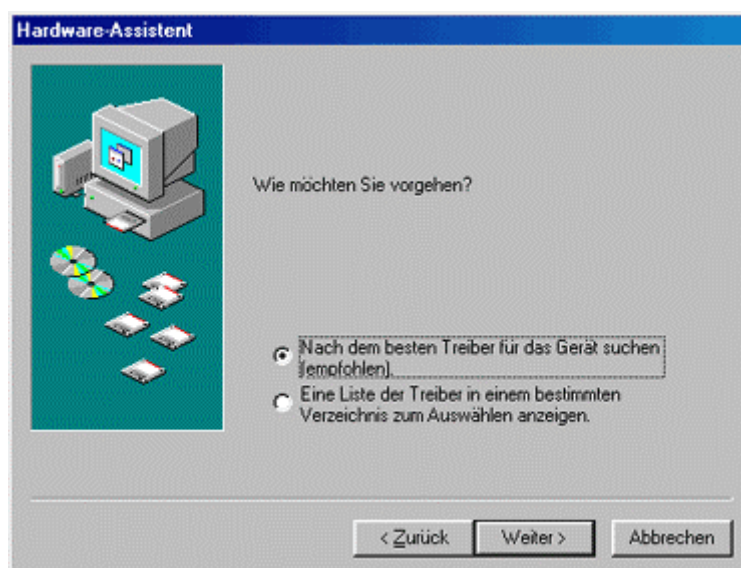 Hardware-Assistent
Wie möchten Sie vorgehen?
Nach dem besten Treiber für das Gerät suchen
(empfohlen).
Eine Liste der Treiber in einem bestimmten
Verzeichnis zum Auswählen anzeigen.
< Zurück
Weiter >
Abbrechen